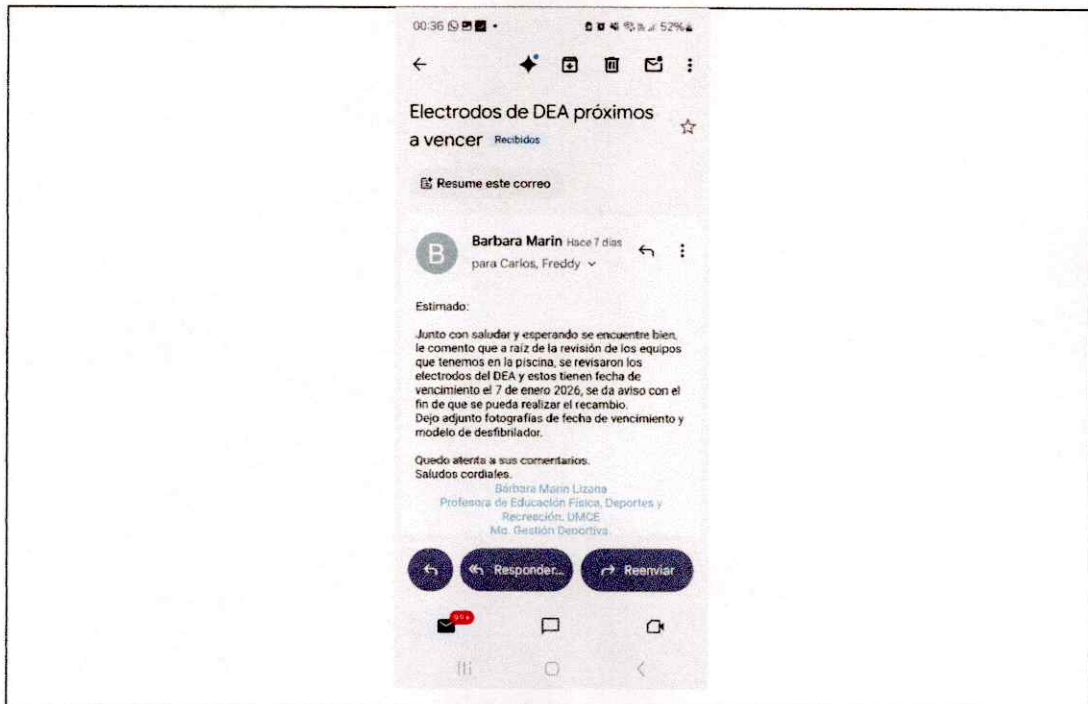 00:36
52%
Electrodos de DEA próximos
a vencer Recibidos
Resume este correo
B
Barbara Marin Hace 7 días
para Carlos, Freddy
Estimado:
Junto con saludar y esperando se encuentre bien,
le comento que a raíz de la revisión de los equipos
que tenemos en la piscina, se revisaron los
electrodos del DEA y estos tienen fecha de
vencimiento el 7 de enero 2026, se da aviso con el
fin de que se pueda realizar el recambio.
Dejo adjunto fotografías de fecha de vencimiento y
modelo de desfibrilador.
Quedo atenta a sus comentarios.
Saludos cordiales.
Bárbara Marin Lizana
Profesora de Educación Física, Deportes y
Recreación. UMCE
Mg. Gestión Deportiva.
Responder...
Reenviar